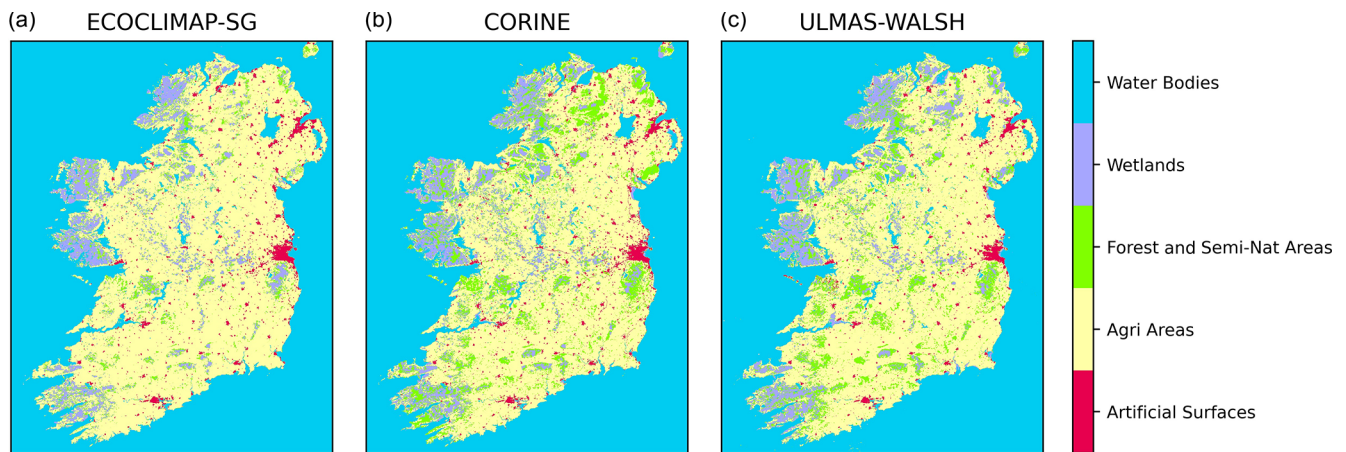 (a) ECOCLIMAP-SG
(b) CORINE
(c) ULMAS-WALSH
Water Bodies
Wetlands
Forest and Semi-Nat Areas
Agri Areas
Artificial Surfaces